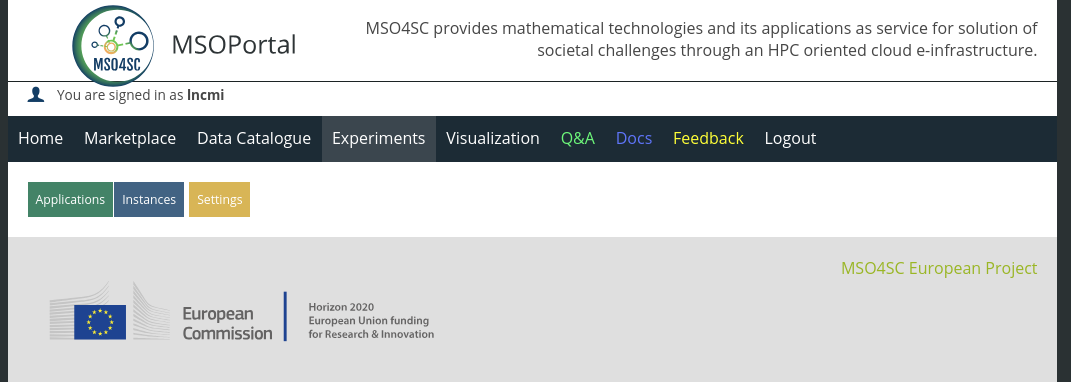 MSO4SC
MSOPortal
MSO4SC provides mathematical technologies and its applications as service for solution of
societal challenges through an HPC oriented cloud e-infrastructure.
You are signed in as lncmi
Home Marketplace Data Catalogue Experiments Visualization Q&A Docs Feedback Logout
Applications Instances Settings
MSO4SC European Project
European
Commission
Horizon 2020
European Union funding
for Research & Innovation